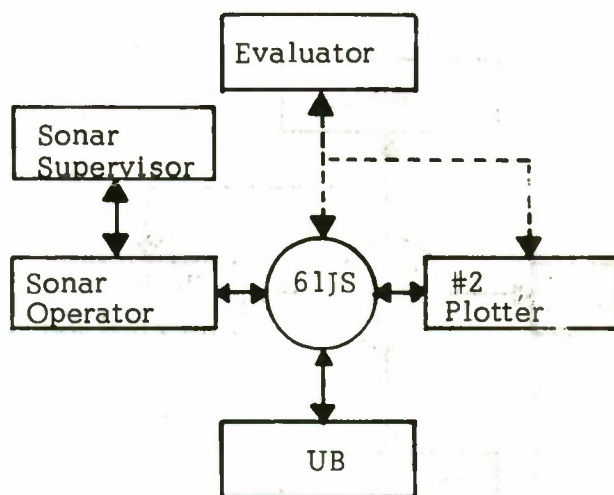 Evaluator
Sonar
Supervisor
Sonar
Operator
61JS
#2
Plotter
UB